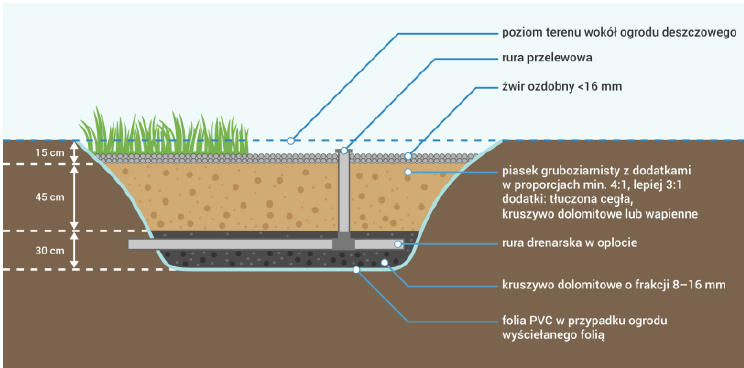 poziom terenu wokół ogrodu deszczowego
rura przelewowa
żwir ozdobny <16 mm
15 cm
45 cm
30 cm
piasek gruboziarnisty z dodatkami
w proporcjach min. 4:1, lepiej 3:1
dodatki: tłuczona cegła,
kruszywo dolomitowe lub wapienne
rura drenarska w oplocie
kruszywo dolomitowe o frakcji 8–16 mm
folia PVC w przypadku ogrodu
wyściełanego folią